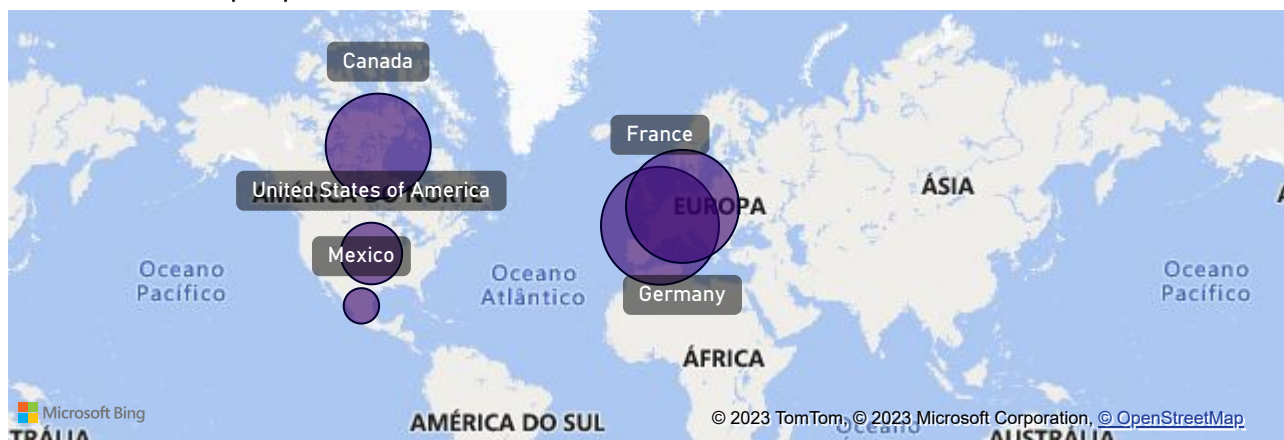 Canada
France
United States of America
AMÉRICA DO NORTE
ÁSIA
EUROPA
Mexico
Oceano
Pacífico
Oceano
Atlântico
Oceano
Pacífico
Germany
ÁFRICA
Microsoft Bing
AMÉRICA DO SUL
© 2023 TomTom, © 2023 Microsoft Corporation, © OpenStreetMap
Oceano